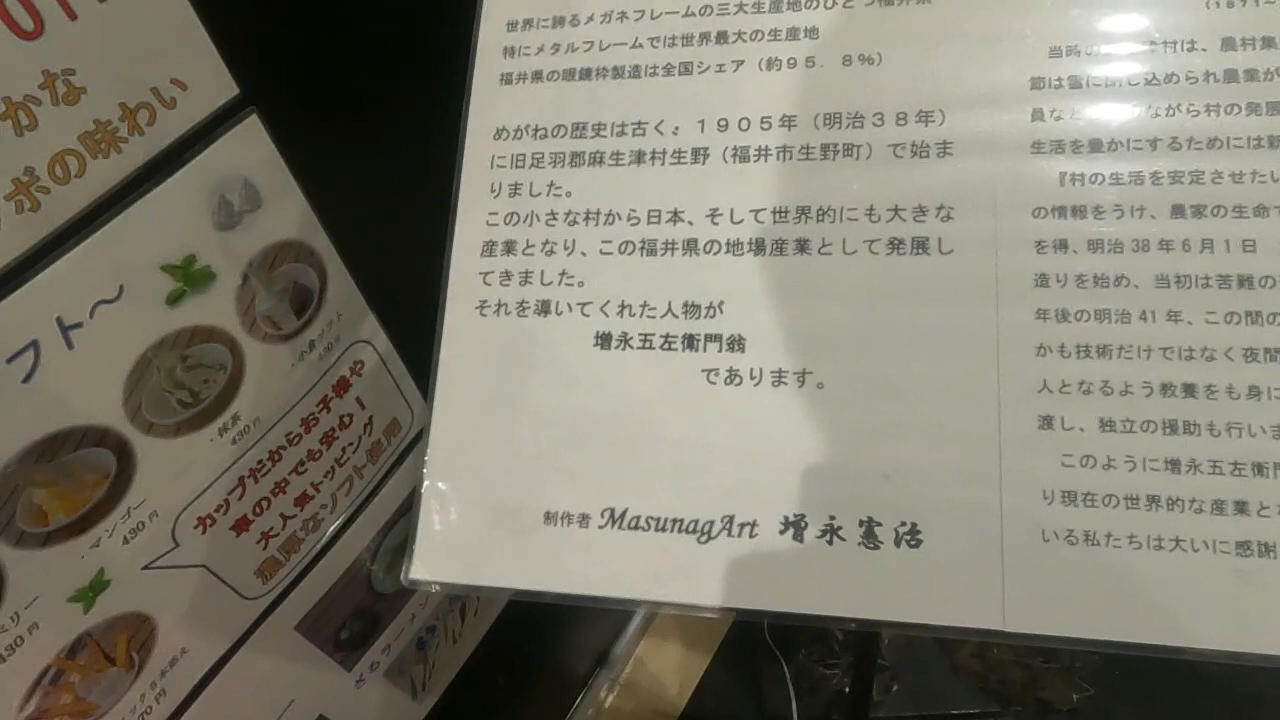 かな
ボの味わい
フト〜
・小倉ソフト
430円
・抹茶
430円
・マンゴー
430円
カップだからお子様や
車の中でも安心！
大人気トッピング
濃厚なソフト使用
430円
世界に誇るメガネフレームの三大生産地のひとつ福井県
特にメタルフレームでは世界最大の生産地
福井県の眼鏡枠製造は全国シェア（約９５．８％）
めがねの歴史は古く、１９０５年（明治３８年）
に旧足羽郡麻生津村生野（福井市生野町）で始ま
りました。
この小さな村から日本、そして世界的にも大きな
産業となり、この福井県の地場産業として発展し
てきました。
それを導いてくれた人物が
増永五左衛門翁
であります。
制作者 MasunagArt 増永憲治
(1871〜
当時の
村は、農村集
節は雪に閉じ込められ農業が
員など
ながら村の発展
生活を豊かにするためには新
『村の生活を安定させたい
の情報をうけ、農家の生命
を得、明治 38 年 6 月 1 日
造りを始め、当初は苦難の
年後の明治 41 年、この間の
かも技術だけではなく夜間
人となるよう教養をも身に
渡し、独立の援助も行いま
このように増永五左衛門
り現在の世界的な産業と
いる私たちは大いに感謝